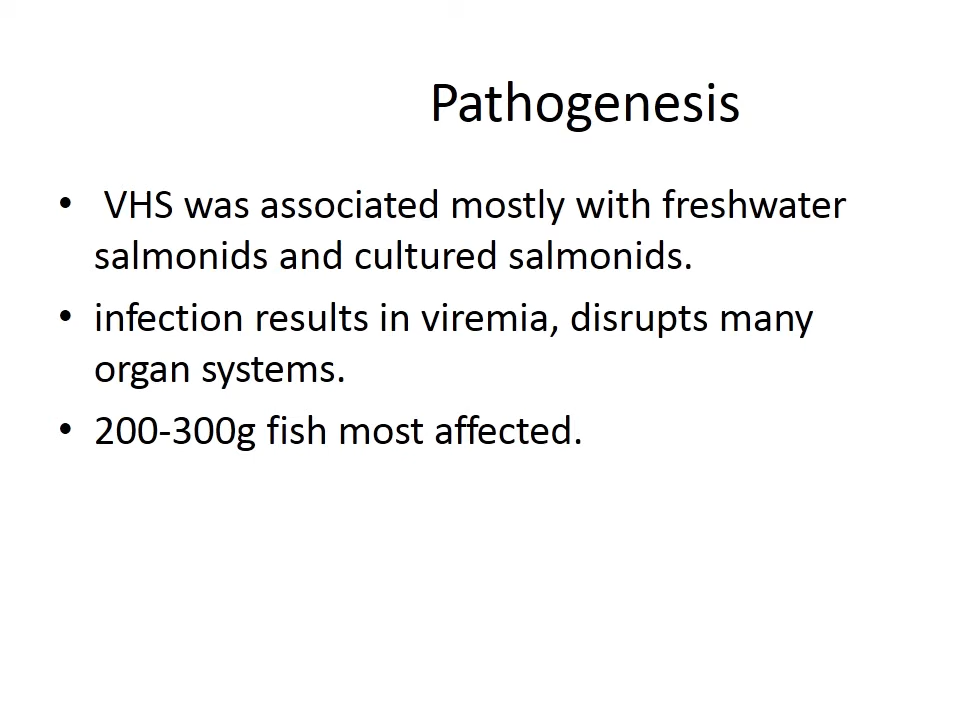 Pathogenesis
• VHS was associated mostly with freshwater
salmonids and cultured salmonids.
• infection results in viremia, disrupts many
organ systems.
• 200-300g fish most affected.